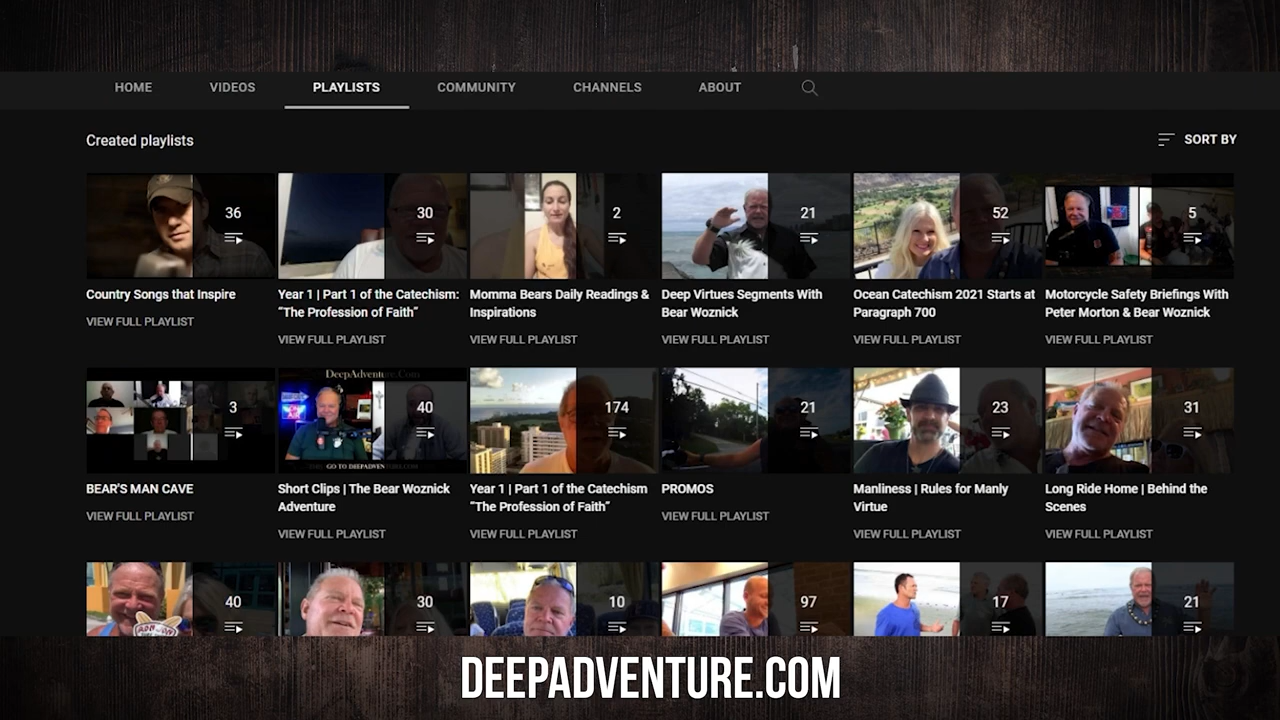 HOME VIDEOS PLAYLISTS COMMUNITY CHANNELS ABOUT
Created playlists
SORT BY
36 30 2 21 52 5
Country Songs that Inspire
VIEW FULL PLAYLIST
Year 1 | Part 1 of the Catechism:
“The Profession of Faith”
VIEW FULL PLAYLIST
Momma Bears Daily Readings &
Inspirations
VIEW FULL PLAYLIST
Deep Virtues Segments With
Bear Woznick
VIEW FULL PLAYLIST
Ocean Catechism 2021 Starts at
Paragraph 700
VIEW FULL PLAYLIST
Motorcycle Safety Briefings With
Peter Morton & Bear Woznick
VIEW FULL PLAYLIST
DeepAdventure.Com
3 40 174 21 23 31
BEAR'S MAN CAVE
VIEW FULL PLAYLIST
Short Clips | The Bear Woznick
Adventure
VIEW FULL PLAYLIST
Year 1 | Part 1 of the Catechism
“The Profession of Faith”
VIEW FULL PLAYLIST
PROMOS
VIEW FULL PLAYLIST
Manliness | Rules for Manly
Virtue
VIEW FULL PLAYLIST
Long Ride Home | Behind the
Scenes
VIEW FULL PLAYLIST
40 30 10 97 17 21
DEEPADVENTURE.COM